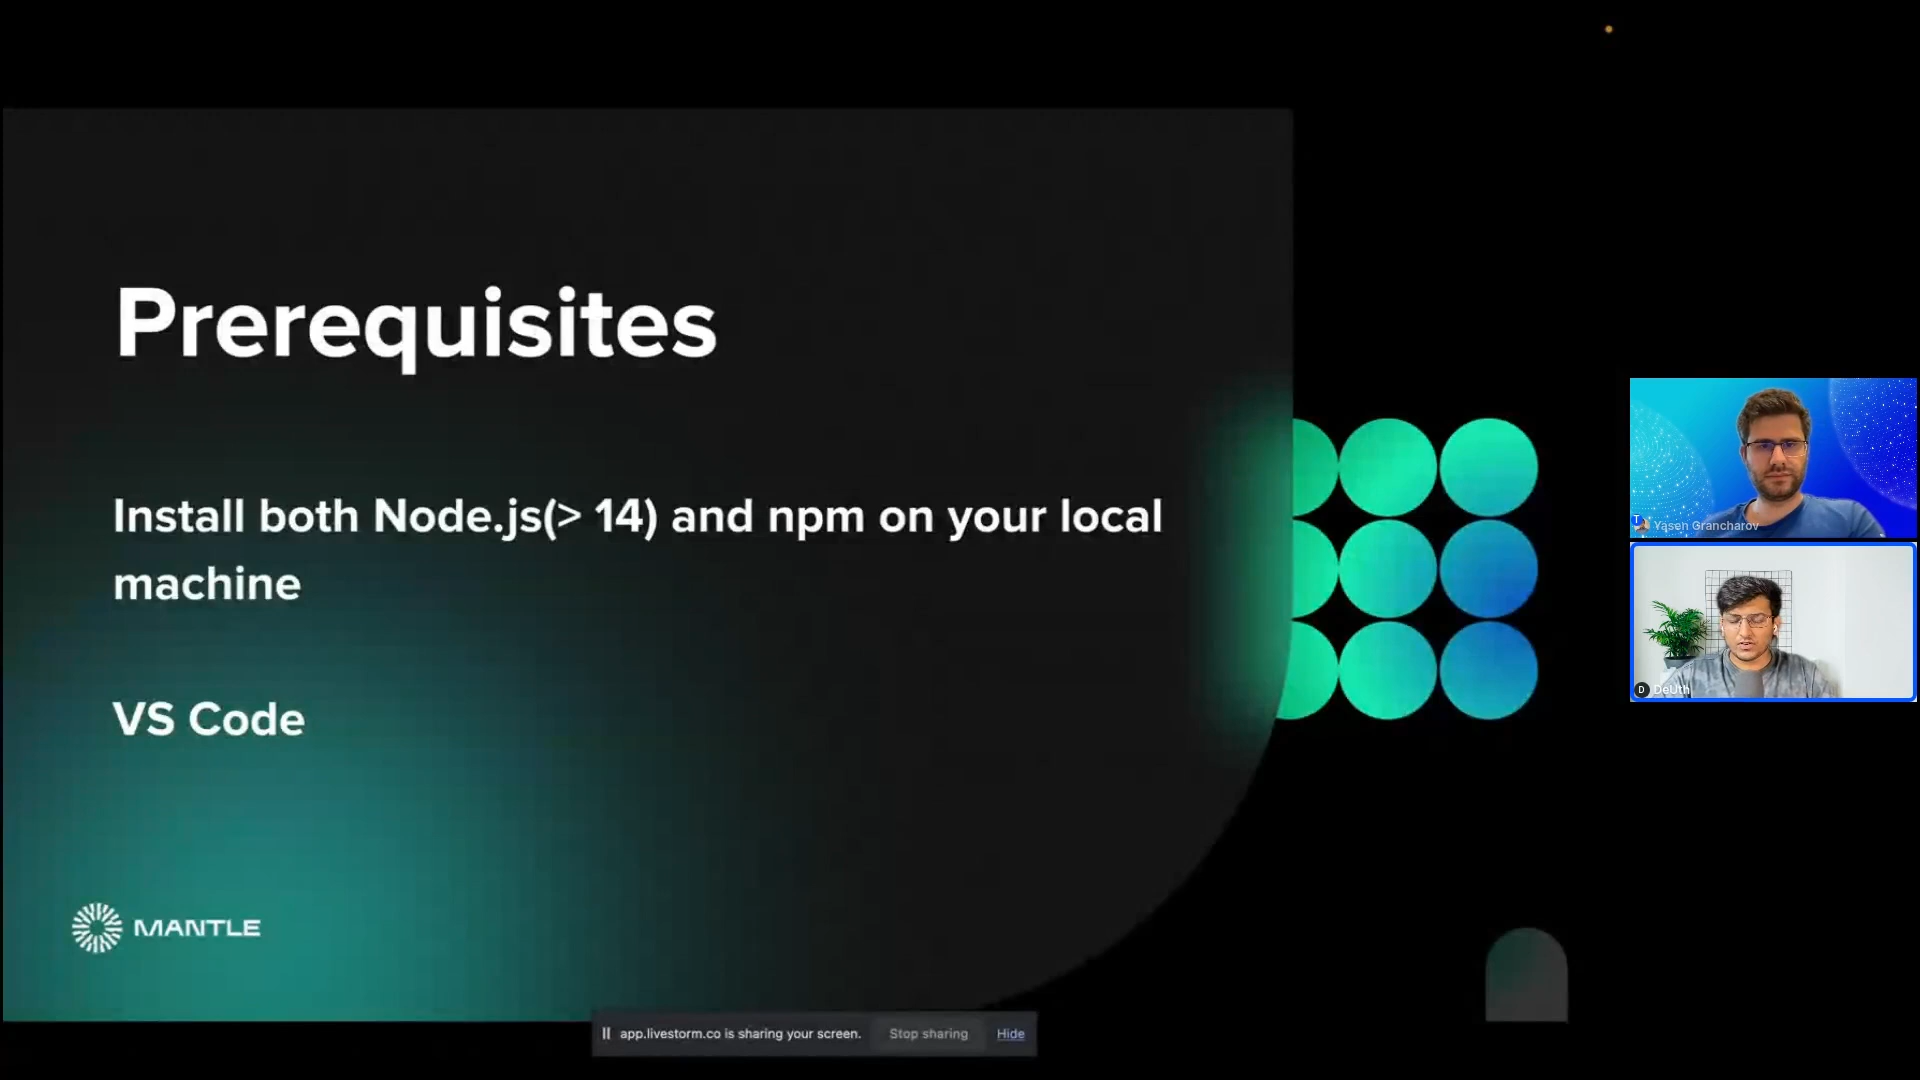 Prerequisites
Install both Node.js(> 14) and npm on your local
machine
VS Code
MANTLE
app.livestorm.co is sharing your screen. Stop sharing Hide
T Yasen Grancharov
D DeUth